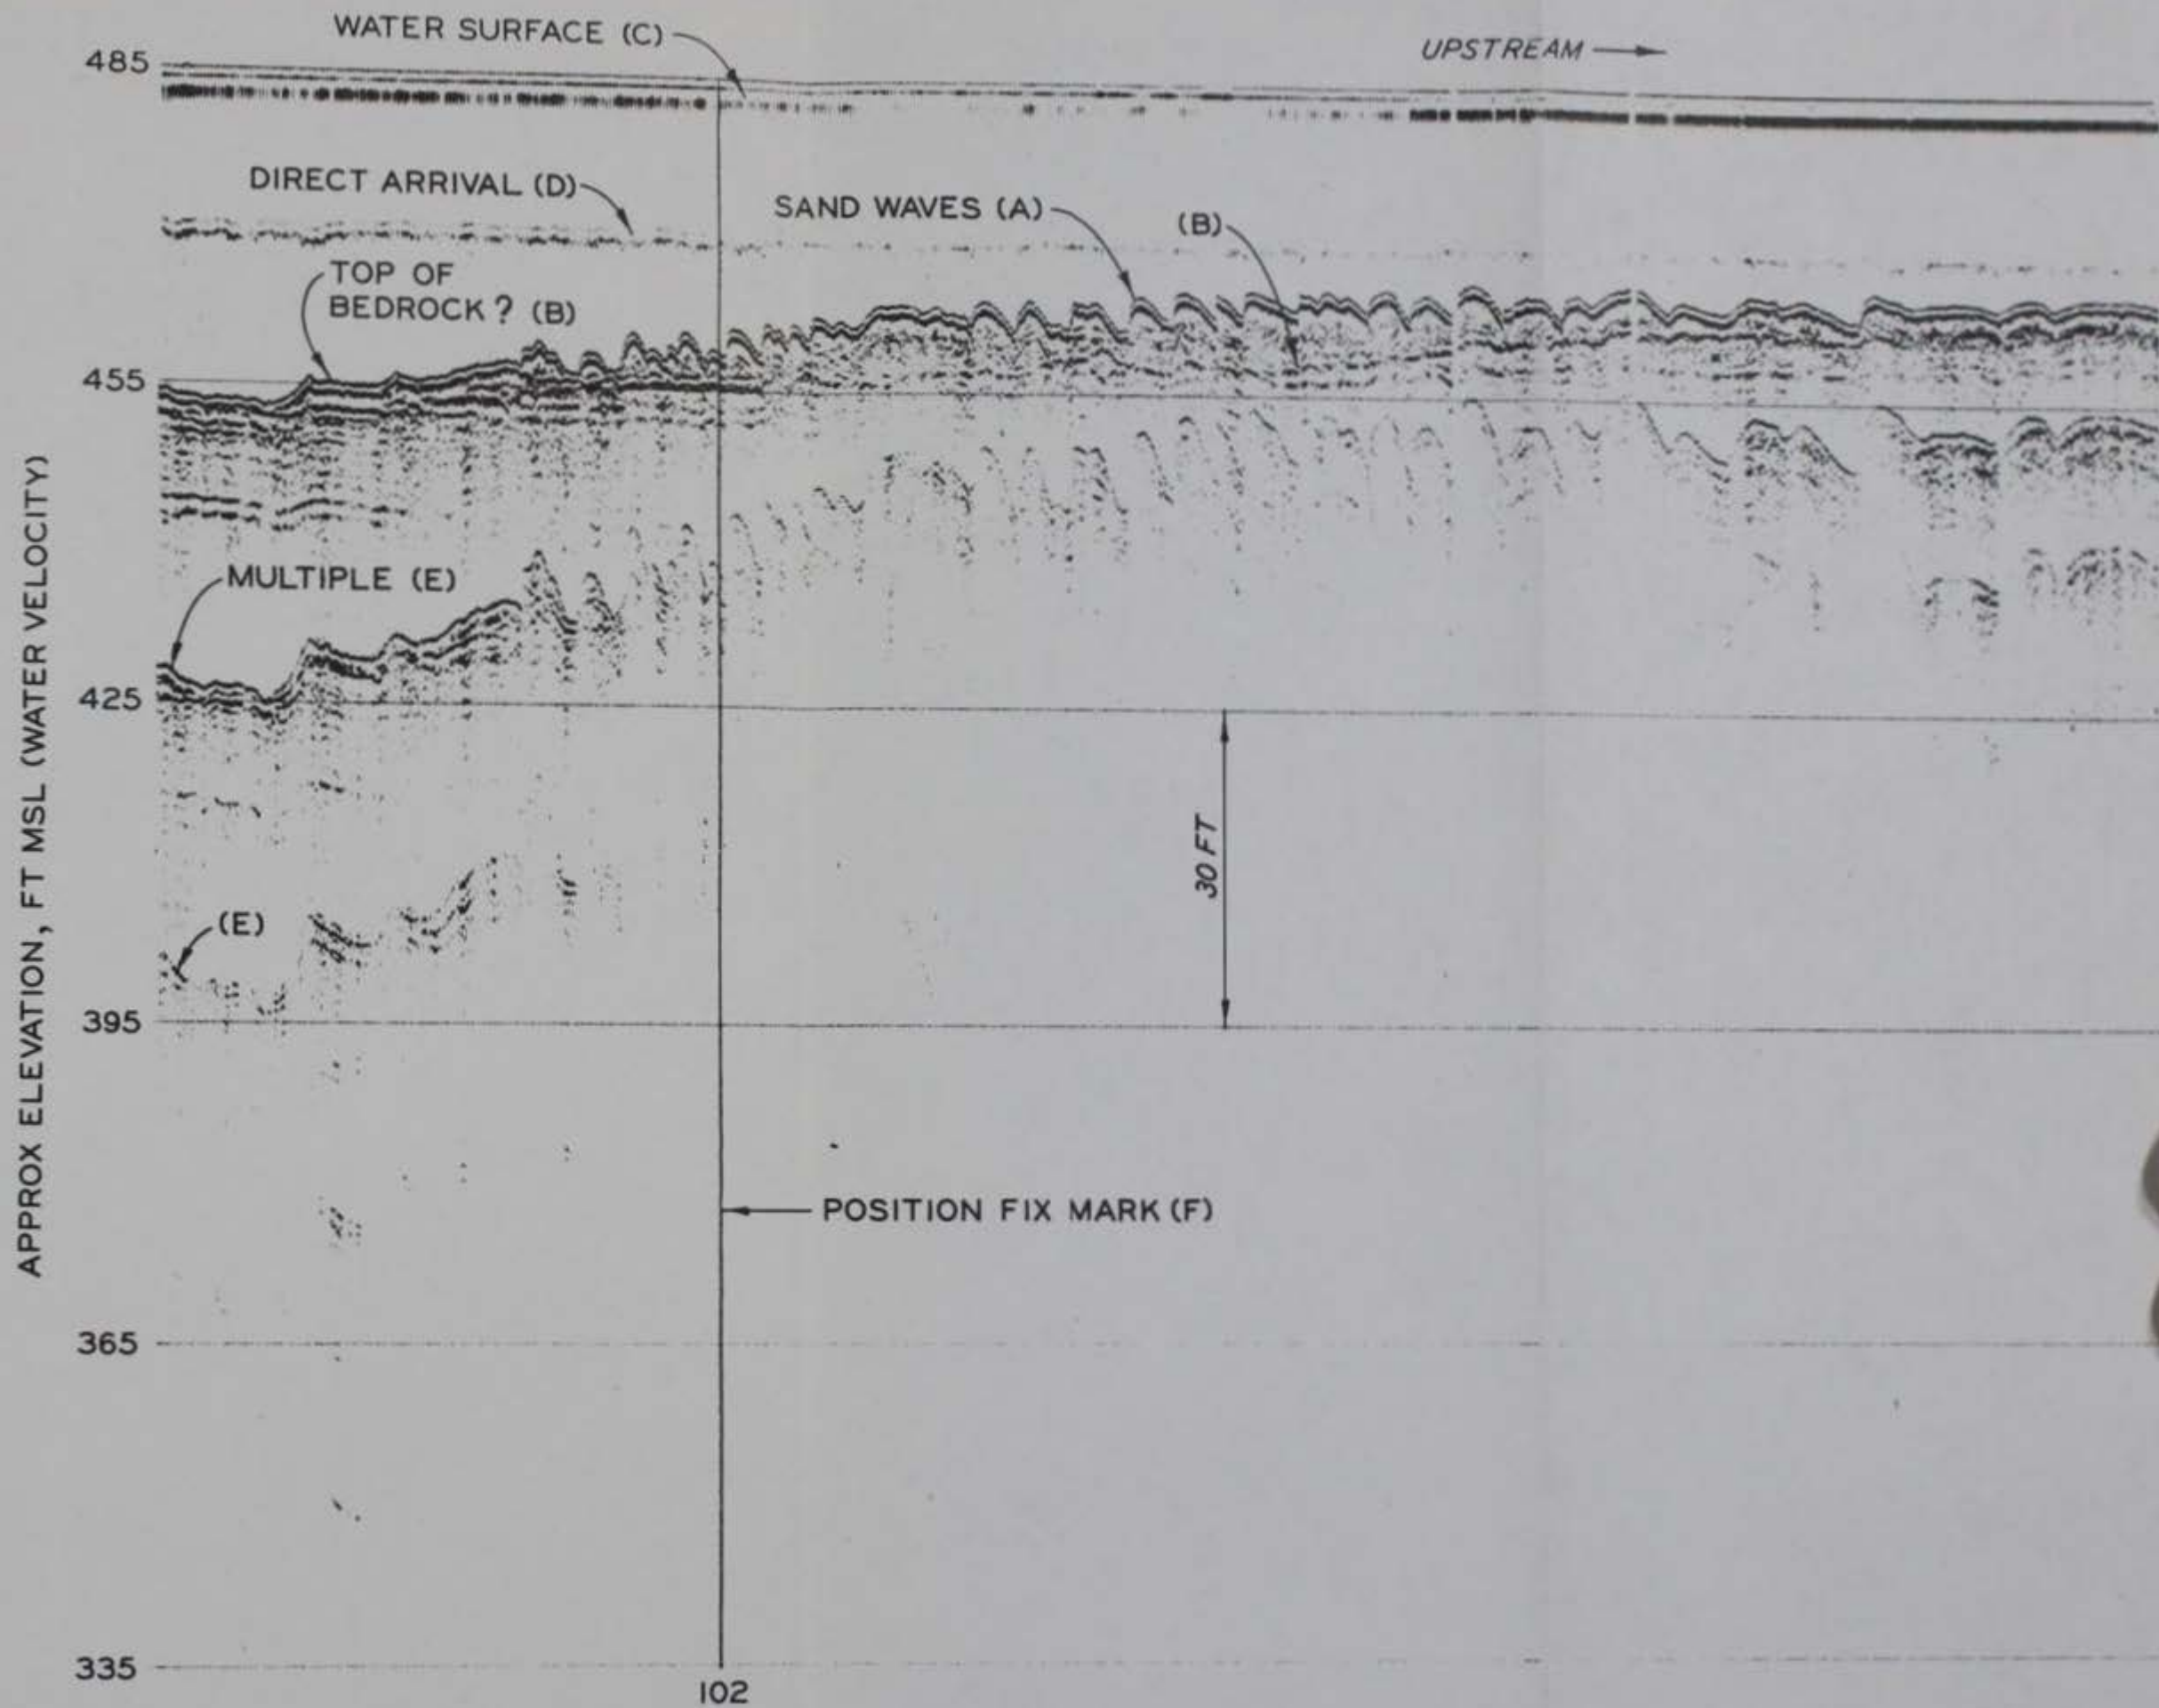 WATER SURFACE (C)
UPSTREAM
485
DIRECT ARRIVAL (D)
SAND WAVES (A)
(B)
TOP OF
BEDROCK? (B)
455
MULTIPLE (E)
425
30 FT
(E)
395
POSITION FIX MARK (F)
365
335
102
APPROX ELEVATION, FT MSL (WATER VELOCITY)